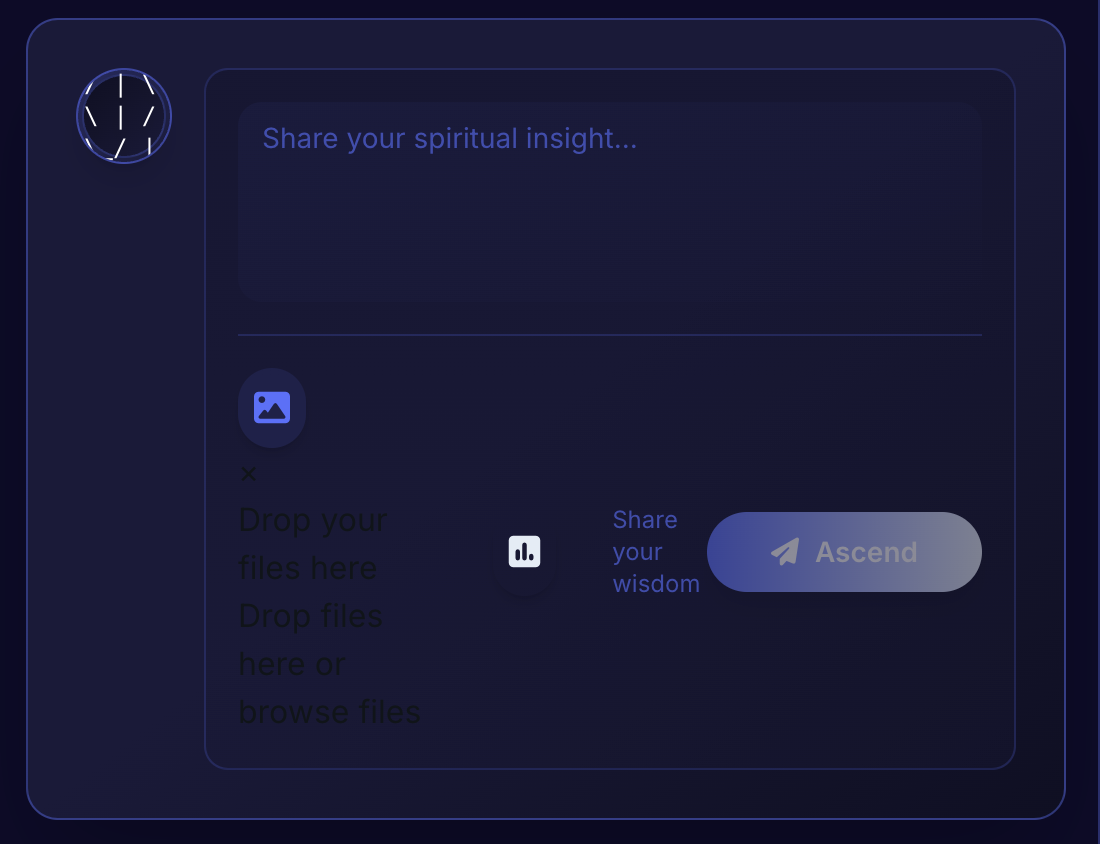 Share your spiritual insight...
×
Drop your
files here
Drop files
here or
browse files
Share
your
wisdom
Ascend